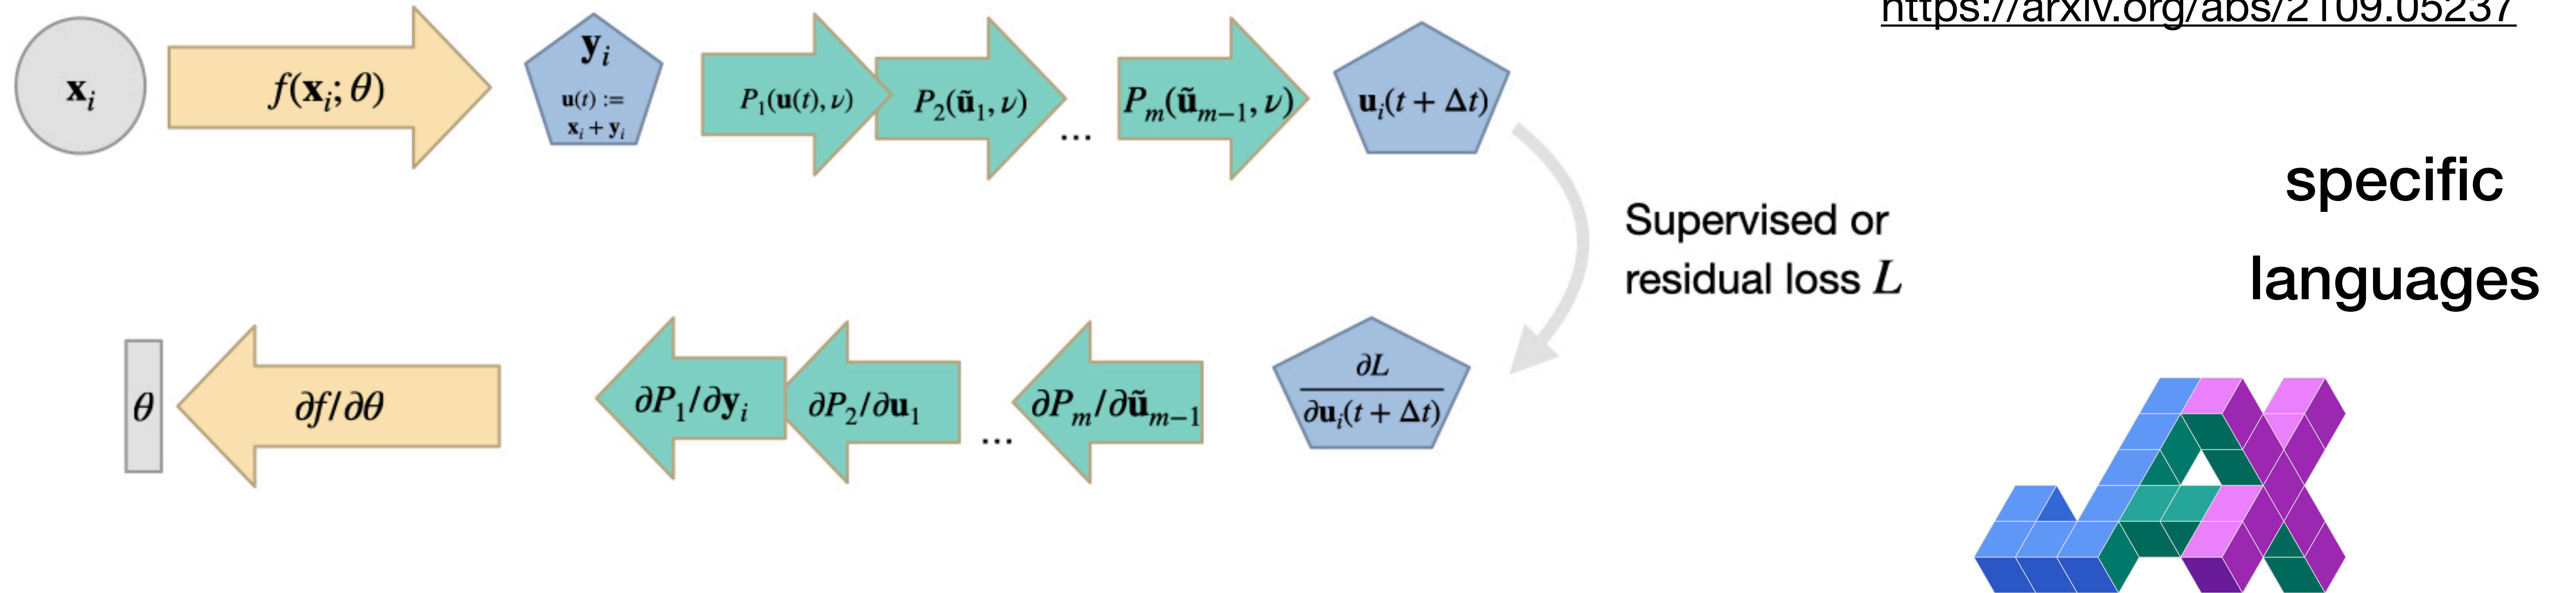 https://arxiv.org/abs/2109.05237
x_i
f(x_i; θ)
y_i
u(t) :=
x_i + y_i
P_1(u(t), ν)
P_2(ũ_1, ν)
...
P_m(ũ_{m−1}, ν)
u_i(t + Δt)
Supervised or
residual loss L
specific
languages
θ
∂f/∂θ
∂P_1/∂y_i
∂P_2/∂u_1
...
∂P_m/∂ũ_{m−1}
∂L
∂u_i(t + Δt)
JAX